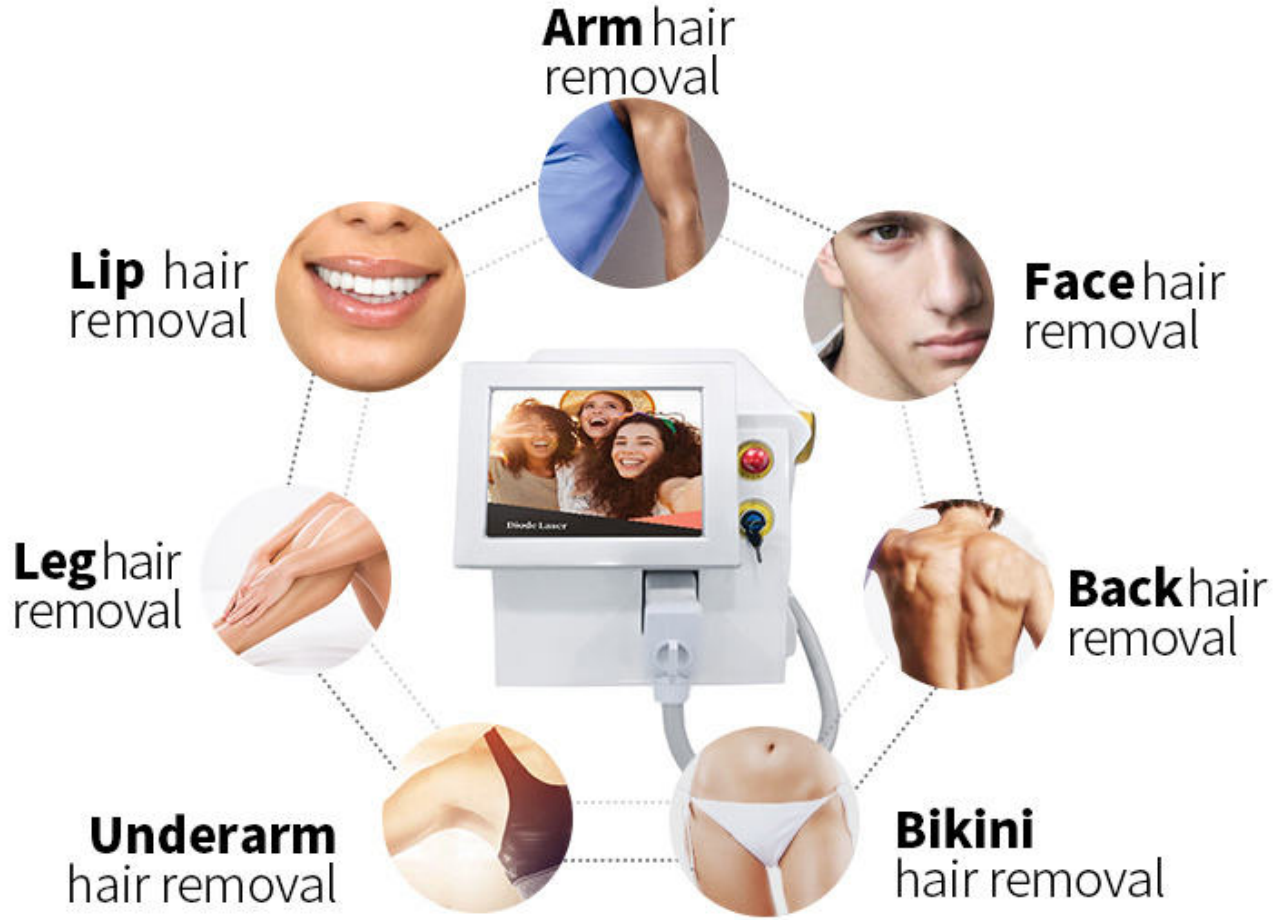 Arm hair
removal
Lip hair
removal
Face hair
removal
Diode Laser
Leg hair
removal
Back hair
removal
Underarm
hair removal
Bikini
hair removal